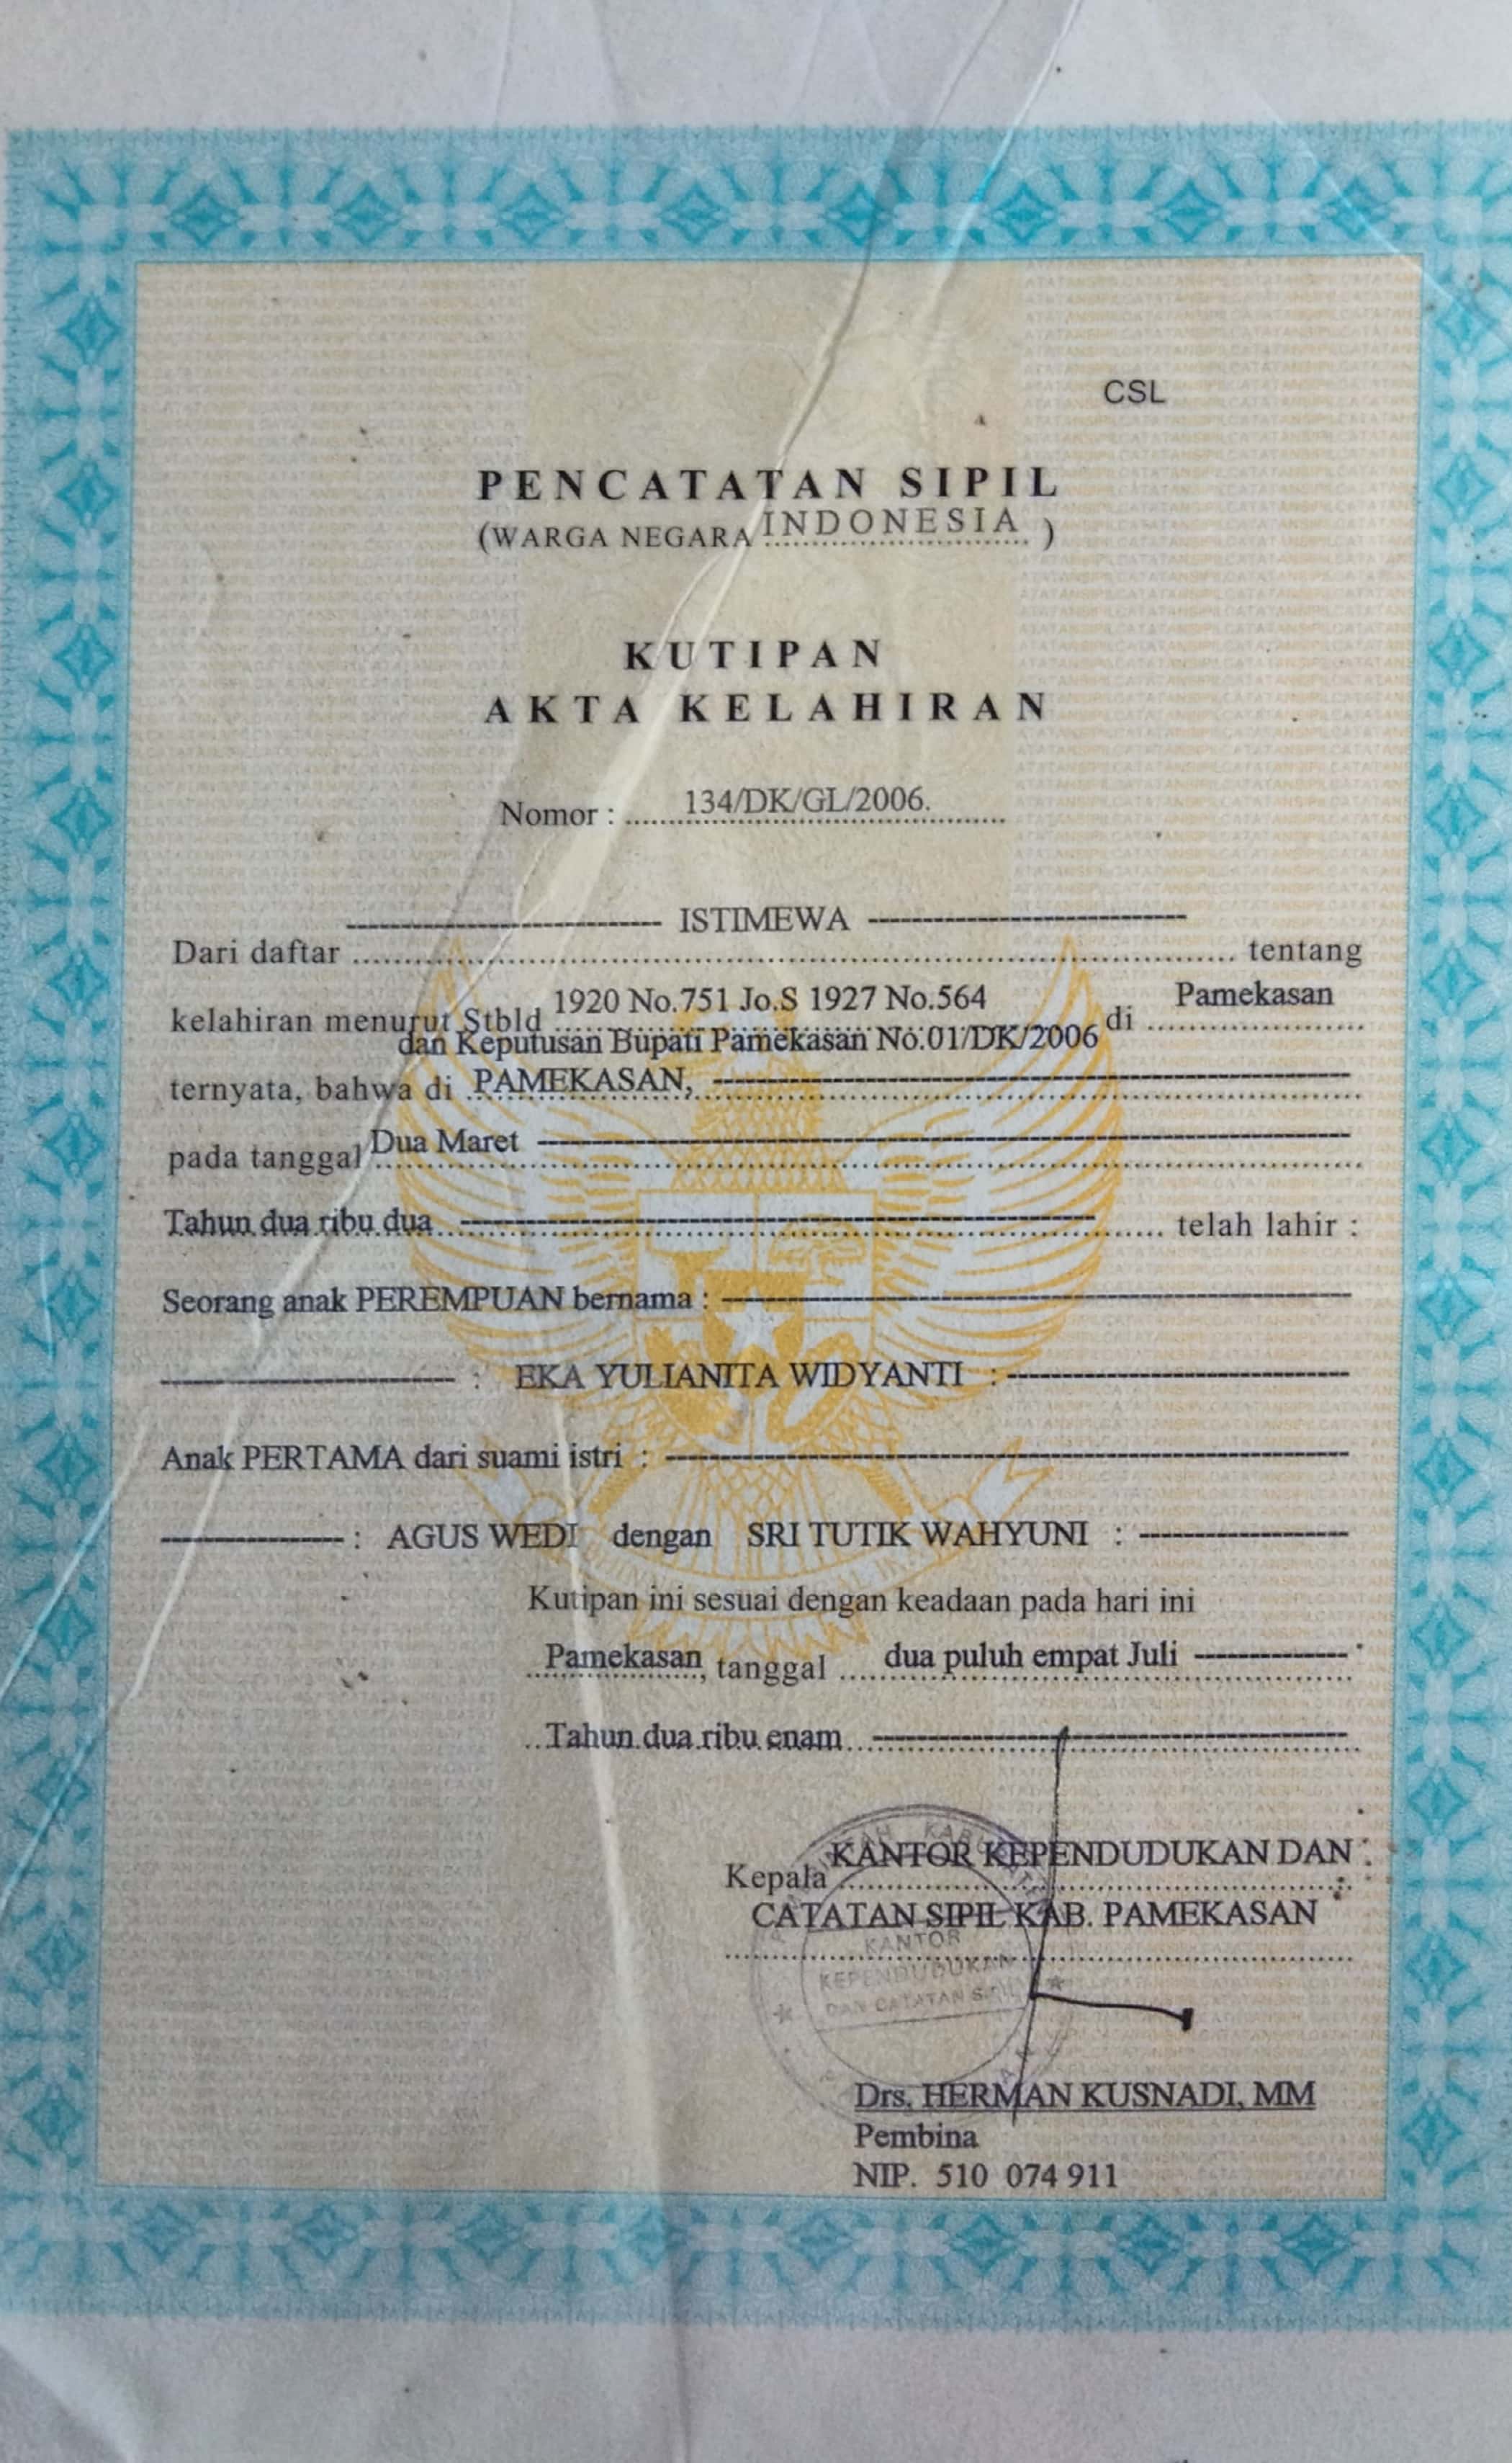 CSL
PENCATATAN SIPIL
(WARGA NEGARA INDONESIA )
KUTIPAN
AKTA KELAHIRAN
Nomor : 134/DK/GL/2006.
ISTIMEWA
Dari daftar tentang
kelahiran menurut Stbld 1920 No.751 Jo.S 1927 No.564 di Pamekasan
dan Keputusan Bupati Pamekasan No.01/DK/2006
ternyata, bahwa di PAMEKASAN,
pada tanggal Dua Maret
Tahun dua ribu dua telah lahir :
Seorang anak PEREMPUAN bernama :
: EKA YULIANITA WIDYANTI :
Anak PERTAMA dari suami istri :
: AGUS WEDI dengan SRI TUTIK WAHYUNI :
Kutipan ini sesuai dengan keadaan pada hari ini
Pamekasan, tanggal dua puluh empat Juli
Tahun dua ribu enam
Kepala KANTOR KEPENDUDUKAN DAN
CATATAN SIPIL KAB. PAMEKASAN
KANTOR
KEPENDUDUKAN
DAN CATATAN SIPIL
Drs. HERMAN KUSNADI, MM
Pembina
NIP. 510 074 911